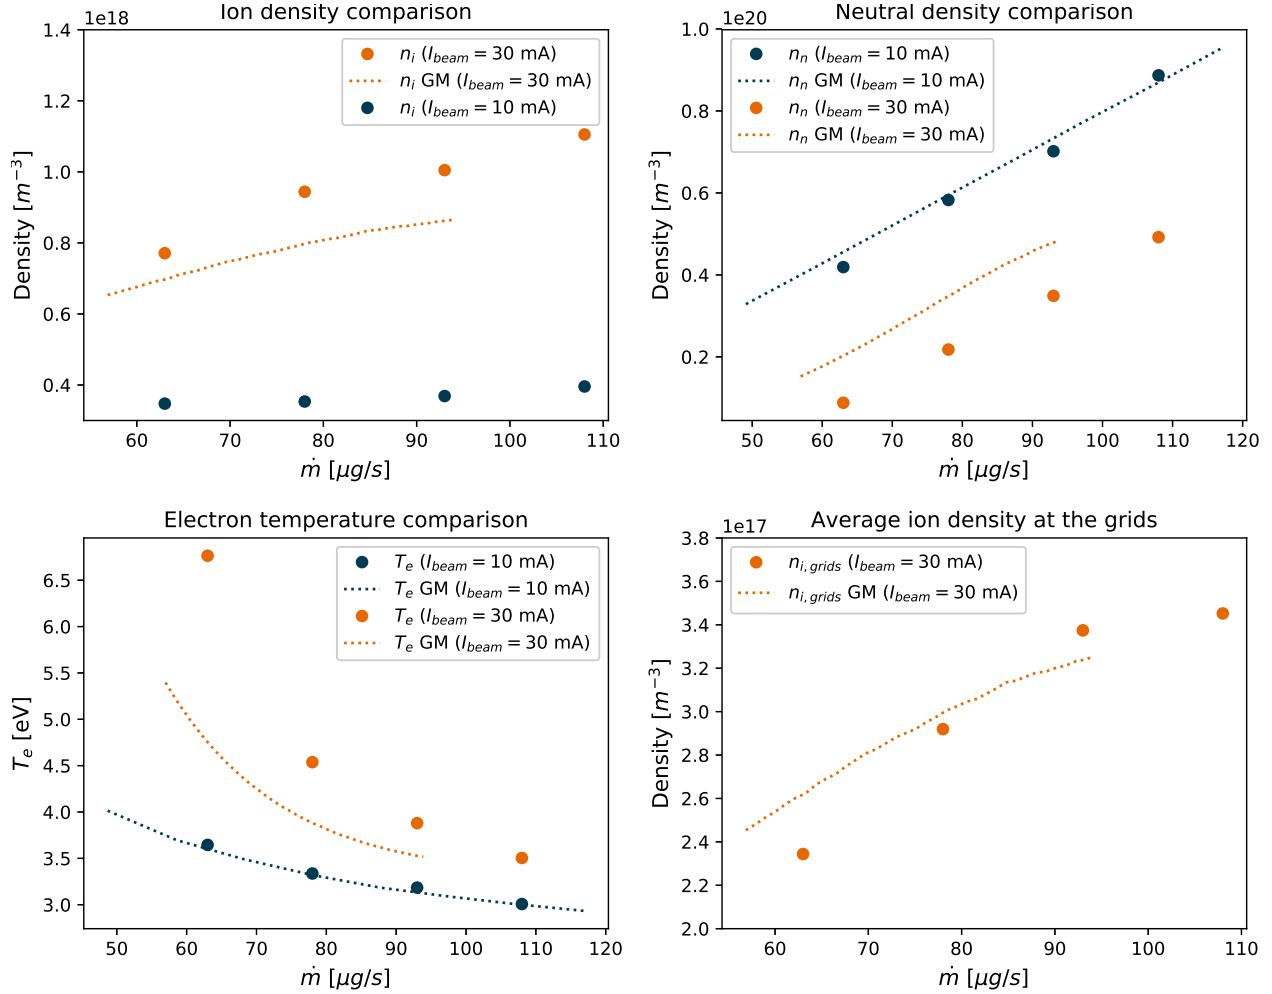 Ion density comparison
1e18
1.4
1.2
1.0
0.8
0.6
0.4
Density [m⁻³]
n_i (I_beam = 30 mA)
n_i GM (I_beam = 30 mA)
n_i (I_beam = 10 mA)
60 70 80 90 100 110
ṁ [μg/s]
Neutral density comparison
1e20
1.0
0.8
0.6
0.4
0.2
Density [m⁻³]
n_n (I_beam = 10 mA)
n_n GM (I_beam = 10 mA)
n_n (I_beam = 30 mA)
n_n GM (I_beam = 30 mA)
50 60 70 80 90 100 110 120
ṁ [μg/s]
Electron temperature comparison
6.5
6.0
5.5
5.0
4.5
4.0
3.5
3.0
T_e [eV]
T_e (I_beam = 10 mA)
T_e GM (I_beam = 10 mA)
T_e (I_beam = 30 mA)
T_e GM (I_beam = 30 mA)
50 60 70 80 90 100 110 120
ṁ [μg/s]
Average ion density at the grids
1e17
3.8
3.6
3.4
3.2
3.0
2.8
2.6
2.4
2.2
2.0
Density [m⁻³]
n_i,grids (I_beam = 30 mA)
n_i,grids GM (I_beam = 30 mA)
60 70 80 90 100 110
ṁ [μg/s]